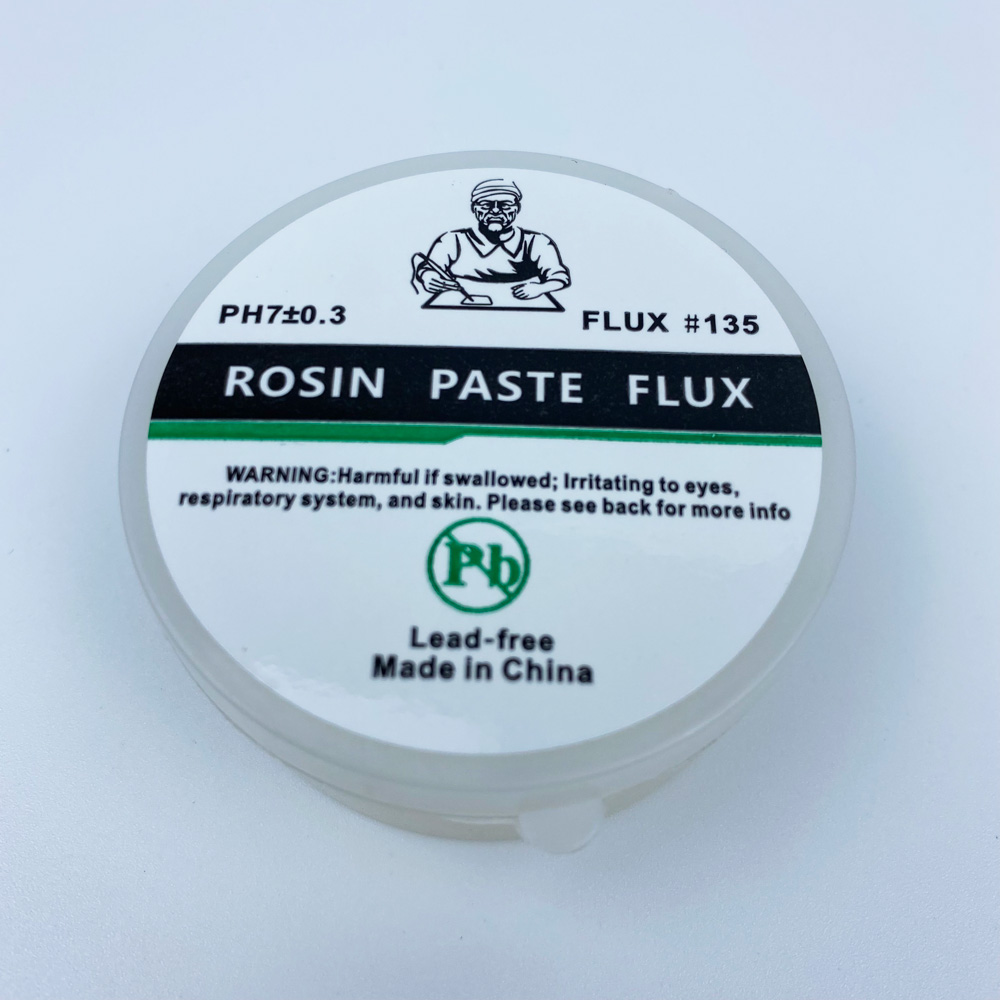 PH7±0.3
FLUX #135
ROSIN PASTE FLUX
WARNING:Harmful if swallowed; Irritating to eyes,
respiratory system, and skin. Please see back for more info
Pb
Lead-free
Made in China